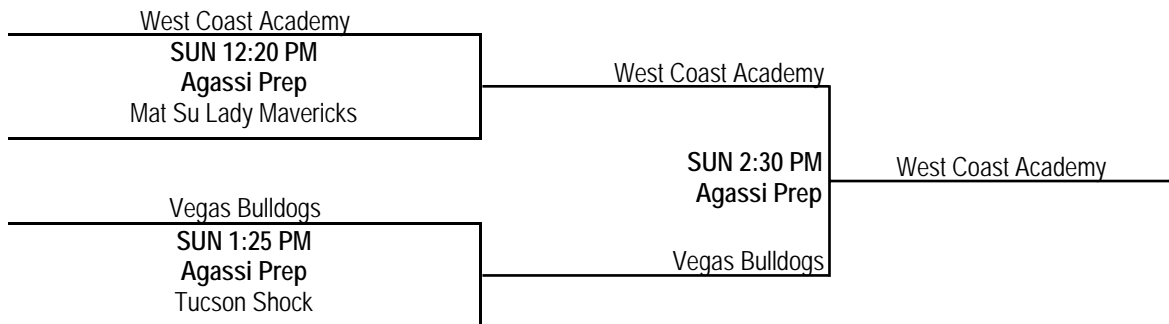 West Coast Academy
SUN 12:20 PM
Agassi Prep
Mat Su Lady Mavericks
West Coast Academy
SUN 2:30 PM
Agassi Prep
West Coast Academy
Vegas Bulldogs
SUN 1:25 PM
Agassi Prep
Tucson Shock
Vegas Bulldogs